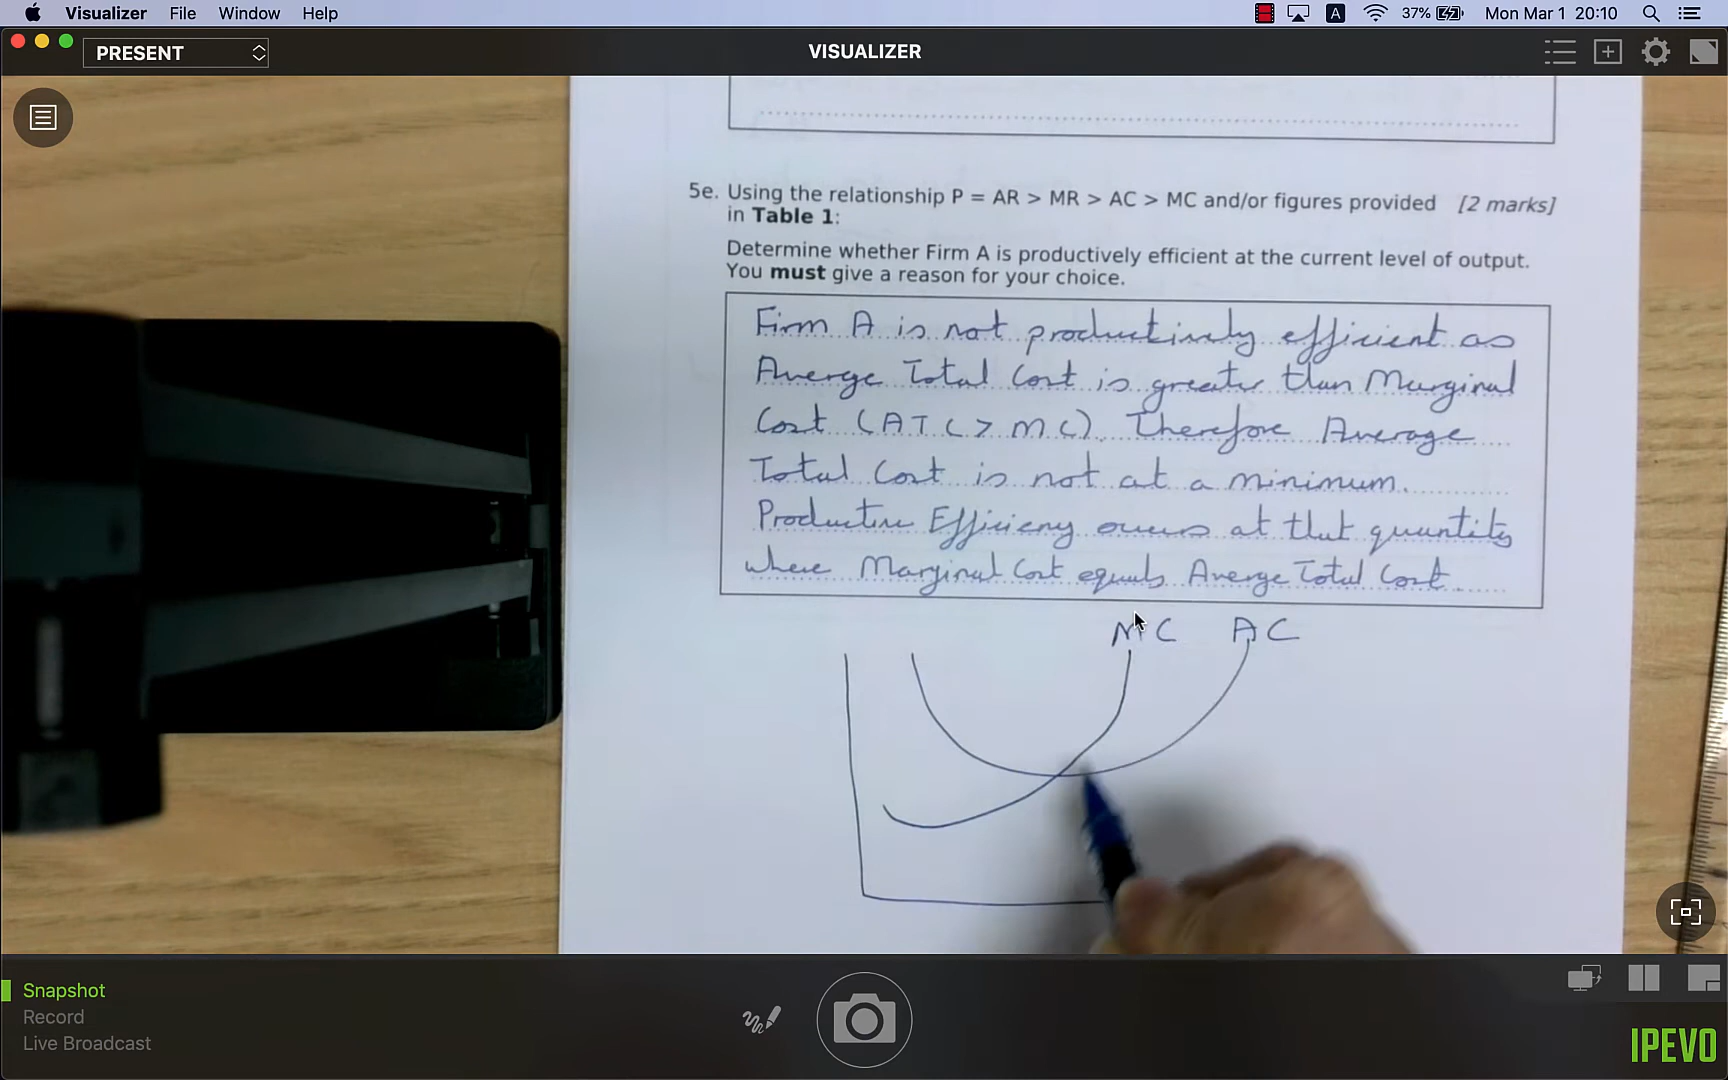 Visualizer File Window Help
A 37% Mon Mar 1 20:10
PRESENT
VISUALIZER
5e. Using the relationship P = AR > MR > AC > MC and/or figures provided [2 marks]
in Table 1:
Determine whether Firm A is productively efficient at the current level of output.
You must give a reason for your choice.
Firm A is not productively efficient as
Averge Total Cost is greater than Marginal
Cost (ATC > MC). Therefore Average
Total Cost is not at a minimum.
Productive Efficieny occurs at that quantity
where Marginal Cost equals Averge Total Cost.
MC AC
Snapshot
Record
Live Broadcast
IPEVO